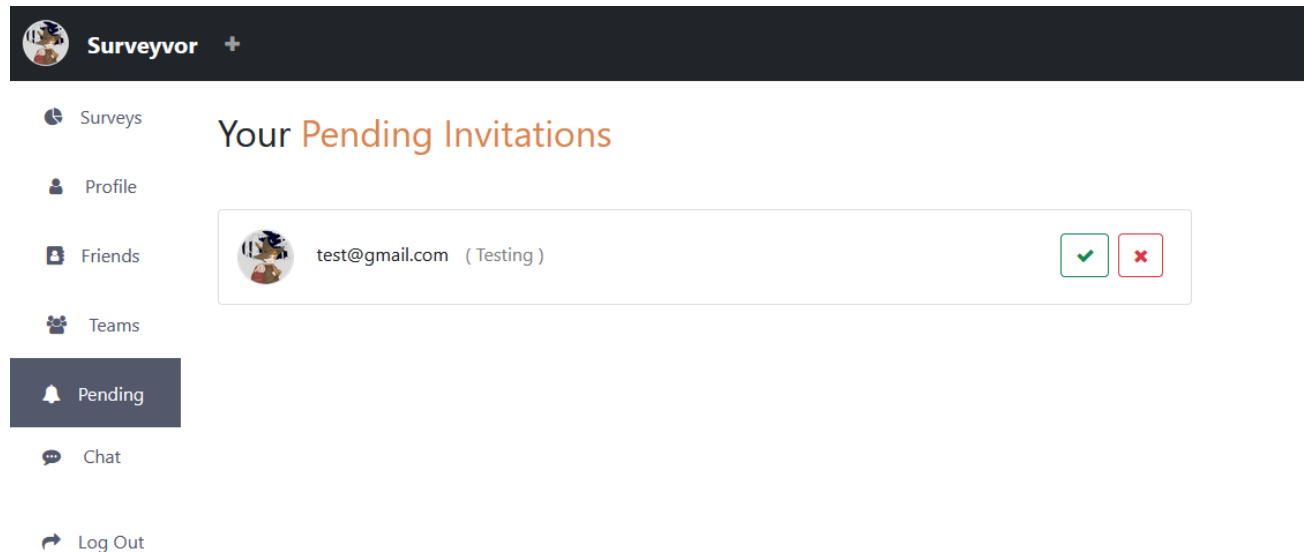 Surveyvor +
Surveys
Profile
Friends
Teams
Pending
Chat
Log Out
Your Pending Invitations
test@gmail.com ( Testing )